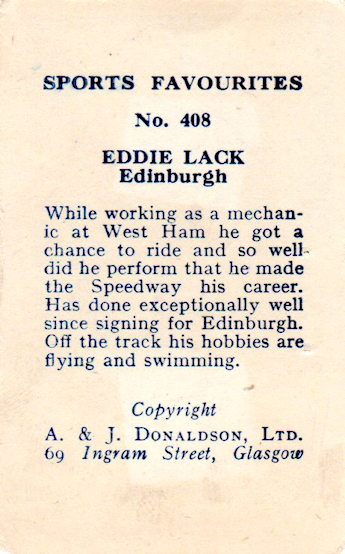 SPORTS FAVOURITES
No. 408
EDDIE LACK
Edinburgh
While working as a mechan-
ic at West Ham he got a
chance to ride and so well
did he perform that he made
the Speedway his career.
Has done exceptionally well
since signing for Edinburgh.
Off the track his hobbies are
flying and swimming.
Copyright
A. & J. DONALDSON, LTD.
69 Ingram Street, Glasgow